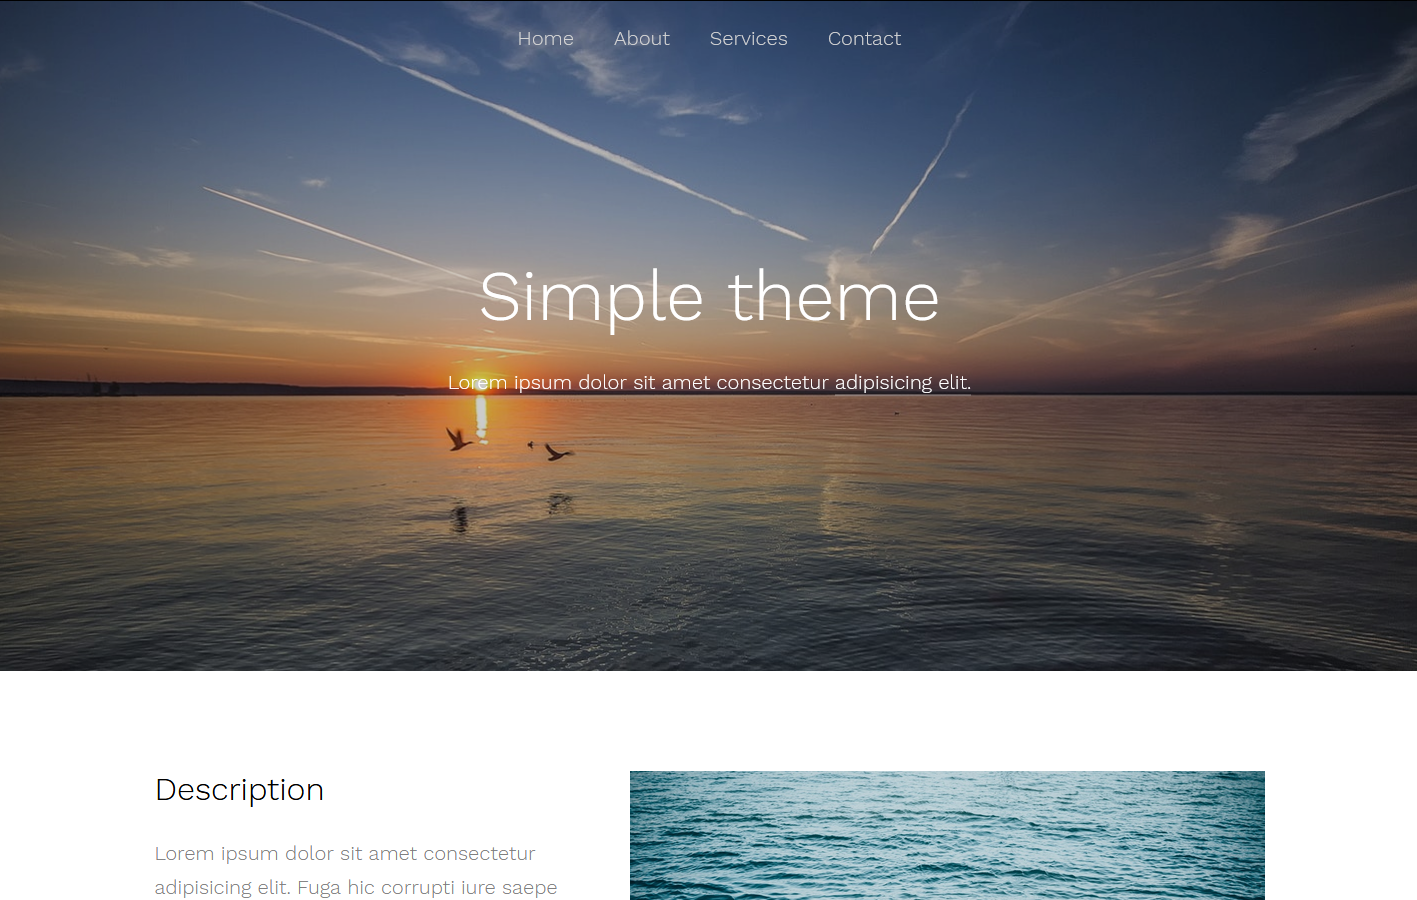 Home About Services Contact
Simple theme
Lorem ipsum dolor sit amet consectetur adipisicing elit.
Description
Lorem ipsum dolor sit amet consectetur
adipisicing elit. Fuga hic corrupti iure saepe